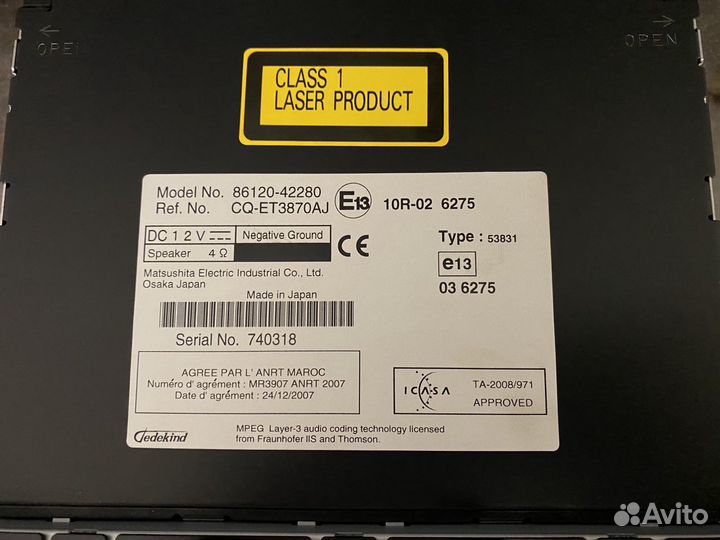 OPEN
OPEN
CLASS 1
LASER PRODUCT
Model No. 86120-42280
Ref. No. CQ-ET3870AJ
E13
10R-02 6275
DC 12V
Negative Ground
Speaker 4Ω
CE
Type : 53831
e13
03 6275
Matsushita Electric Industrial Co., Ltd.
Osaka Japan
Made in Japan
Serial No. 740318
AGREE PAR L' ANRT MAROC
Numéro d' agrément : MR3907 ANRT 2007
Date d' agrément : 24/12/2007
ICASA
TA-2008/971
APPROVED
Jedekind
MPEG Layer-3 audio coding technology licensed
from Fraunhofer IIS and Thomson.
Avito